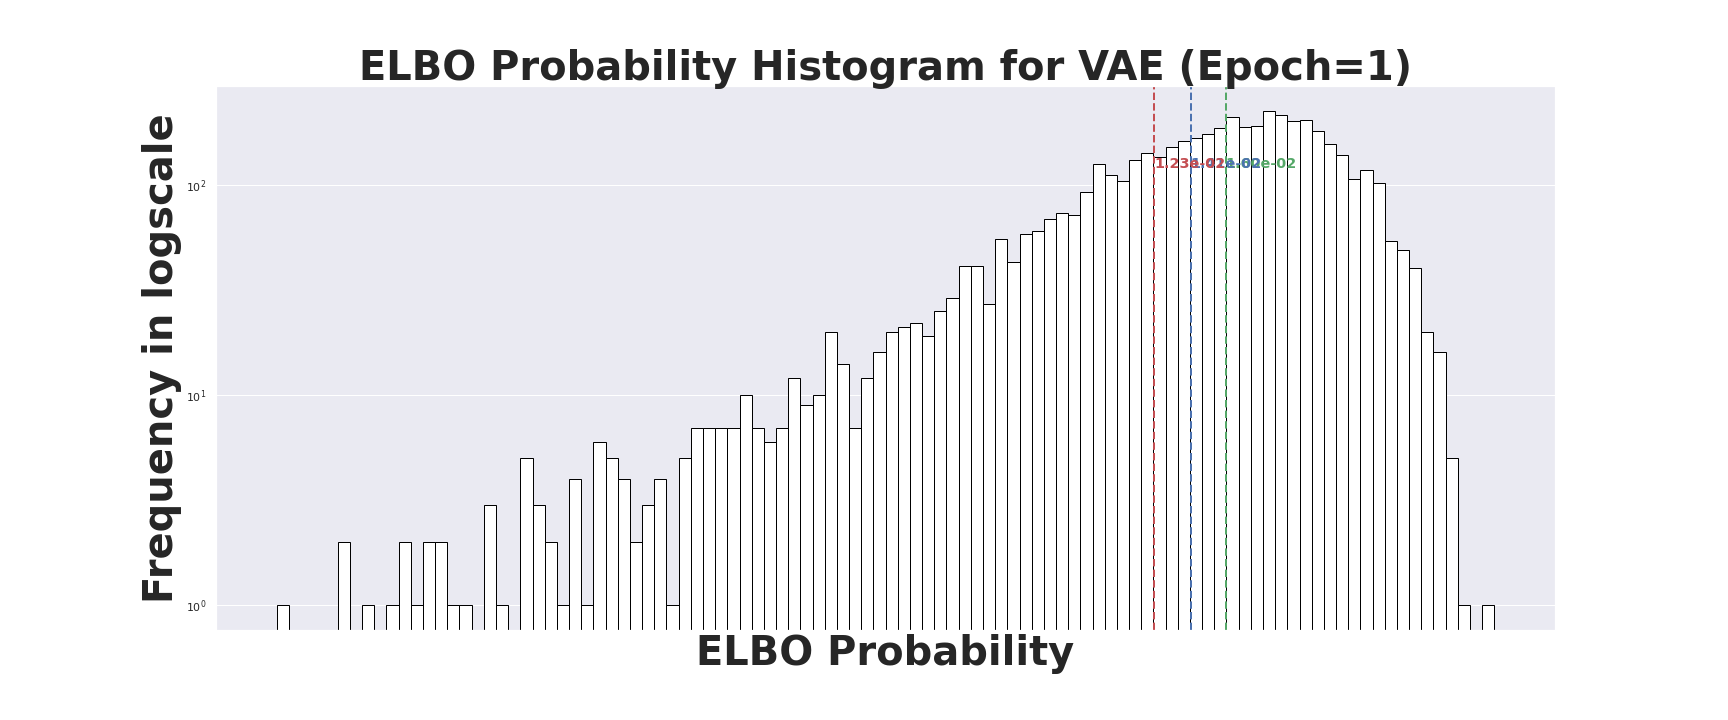 ELBO Probability Histogram for VAE (Epoch=1)
Frequency in logscale
10²
10¹
10⁰
ELBO Probability